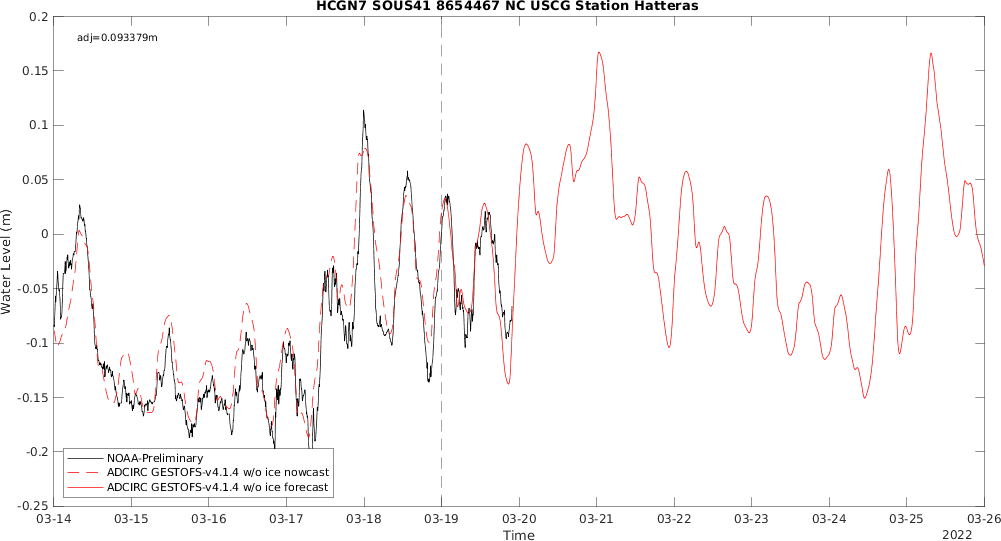 HCGN7 SOUS41 8654467 NC USCG Station Hatteras
adj=0.093379m
0.2
0.15
0.1
0.05
0
-0.05
-0.1
-0.15
-0.2
-0.25
Water Level (m)
NOAA-Preliminary
ADCIRC GESTOFS-v4.1.4 w/o ice nowcast
ADCIRC GESTOFS-v4.1.4 w/o ice forecast
03-14 03-15 03-16 03-17 03-18 03-19 03-20 03-21 03-22 03-23 03-24 03-25 03-26
Time
2022